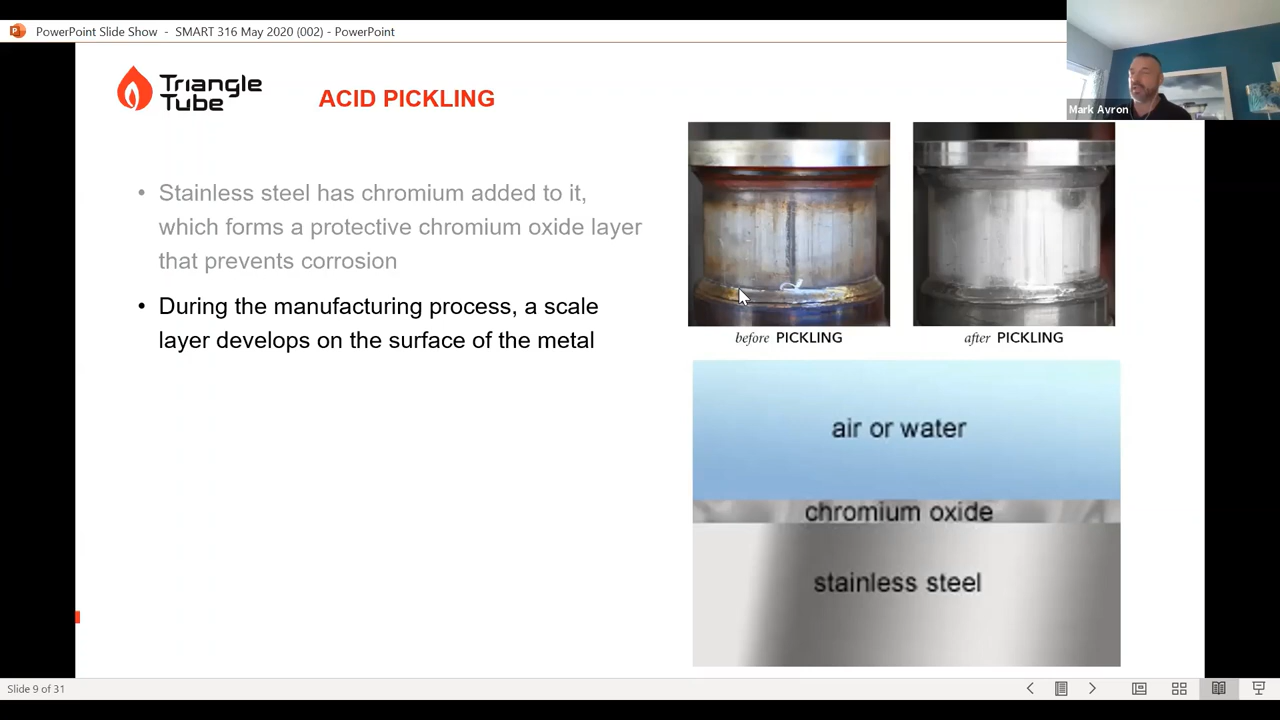 PowerPoint Slide Show - SMART 316 May 2020 (002) - PowerPoint
Mark Avron
Triangle
Tube
ACID PICKLING
• Stainless steel has chromium added to it,
which forms a protective chromium oxide layer
that prevents corrosion
• During the manufacturing process, a scale
layer develops on the surface of the metal
before PICKLING
after PICKLING
air or water
chromium oxide
stainless steel
Slide 9 of 31